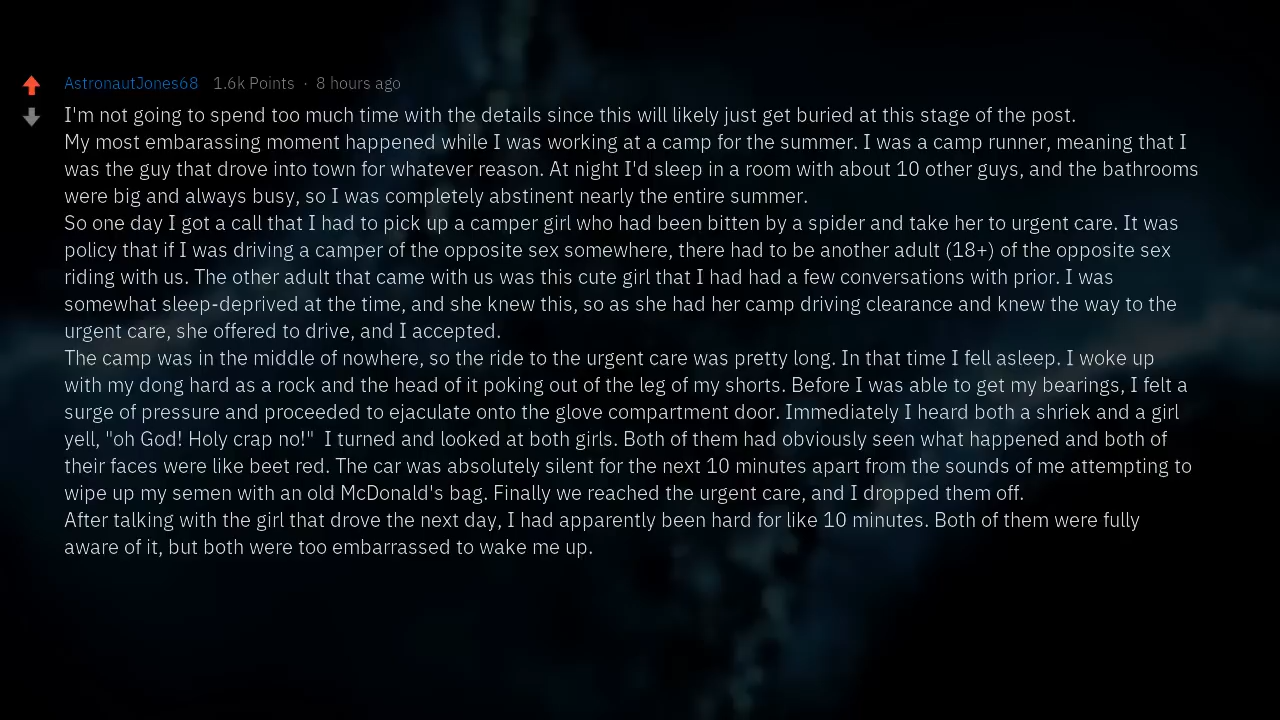 AstronautJones68 1.6k Points · 8 hours ago
I'm not going to spend too much time with the details since this will likely just get buried at this stage of the post.
My most embarassing moment happened while I was working at a camp for the summer. I was a camp runner, meaning that I
was the guy that drove into town for whatever reason. At night I'd sleep in a room with about 10 other guys, and the bathrooms
were big and always busy, so I was completely abstinent nearly the entire summer.
So one day I got a call that I had to pick up a camper girl who had been bitten by a spider and take her to urgent care. It was
policy that if I was driving a camper of the opposite sex somewhere, there had to be another adult (18+) of the opposite sex
riding with us. The other adult that came with us was this cute girl that I had had a few conversations with prior. I was
somewhat sleep-deprived at the time, and she knew this, so as she had her camp driving clearance and knew the way to the
urgent care, she offered to drive, and I accepted.
The camp was in the middle of nowhere, so the ride to the urgent care was pretty long. In that time I fell asleep. I woke up
with my dong hard as a rock and the head of it poking out of the leg of my shorts. Before I was able to get my bearings, I felt a
surge of pressure and proceeded to ejaculate onto the glove compartment door. Immediately I heard both a shriek and a girl
yell, "oh God! Holy crap no!" I turned and looked at both girls. Both of them had obviously seen what happened and both of
their faces were like beet red. The car was absolutely silent for the next 10 minutes apart from the sounds of me attempting to
wipe up my semen with an old McDonald's bag. Finally we reached the urgent care, and I dropped them off.
After talking with the girl that drove the next day, I had apparently been hard for like 10 minutes. Both of them were fully
aware of it, but both were too embarrassed to wake me up.